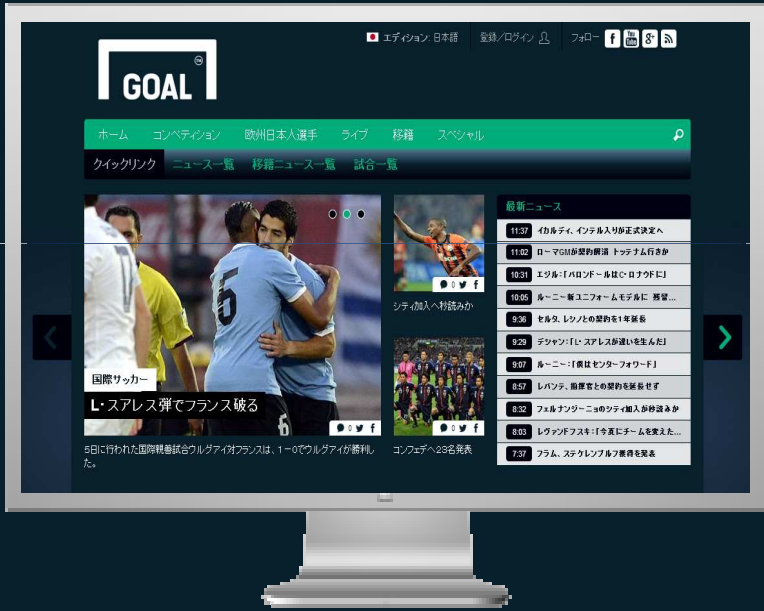 エディション: 日本語
登録/ログイン
フォロー
f
You Tube
g+
GOAL
TM
ホーム
コンペティション
欧州日本人選手
ライブ
移籍
スペシャル
クイックリンク
ニュース一覧
移籍ニュース一覧
試合一覧
6
国際サッカー
L・スアレス弾でフランス破る
0
f
5日に行われた国際親善試合ウルグアイ対フランスは、1-0でウルグアイが勝利し
た。
0
f
シティ加入へ秒読みか
0
f
コンフェデへ23名発表
最新ニュース
11:37 イカルディ、インテル入りが正式決定へ
11:02 ローマGMが契約解消 トッテナム行きか
10:31 エジル:「バロンドールはC・ロナウドに」
10:05 ルーニー新ユニフォームモデルに 残留...
9:36 セルタ、レシノとの契約を1年延長
9:29 デシャン:「L・スアレスが違いを生んだ」
9:07 ルーニー:「僕はセンターフォワード」
8:57 レバンテ、指揮官との契約を延長せず
8:32 フェルナンジーニョのシティ加入が秒読みか
8:03 レヴァンドフスキ:「今夏にチームを変えた...
7:37 フラム、ステケレンブルフ獲得を発表